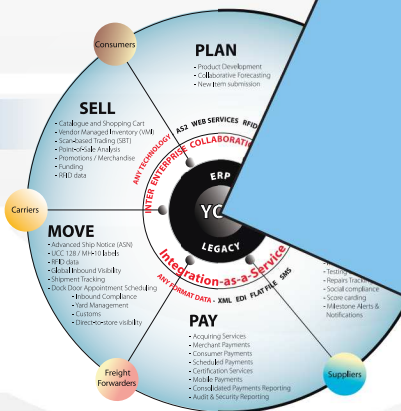 Consumers
PLAN
- Product Development
- Collaborative Forecasting
- New item submission
SELL
- Catalogue and Shopping Cart
- Vendor Managed Inventory (VMI)
- Scan-based Trading (SBT)
- Point-of-Sale Analysis
- Promotions / Merchandise
- Funding
- RFID data
ANY TECHNOLOGY AS2 WEB SERVICES RFID
INTER ENTERPRISE
ERP
LEGACY
Integration-as-a-Service
ANY FORMAT DATA - XML EDI FLAT FILE SMS
Carriers
MOVE
- Advanced Ship Notice (ASN)
- UCC 128 / MH-10 labels
- RFID data
- Global Inbound Visibility
- Shipment Tracking
- Dock Door Appointment Scheduling
- Inbound Compliance
- Yard Management
- Customs
- Direct-to-store visibility
- Testing
- Repairs
- Social compliance
- Score carding
- Milestone Alerts &
Notifications
PAY
- Acquiring Services
- Merchant Payments
- Consumer Payments
- Scheduled Payments
- Certification Services
- Mobile Payments
- Consolidated Payments Reporting
- Audit & Security Reporting
Freight
Forwarders
Suppliers